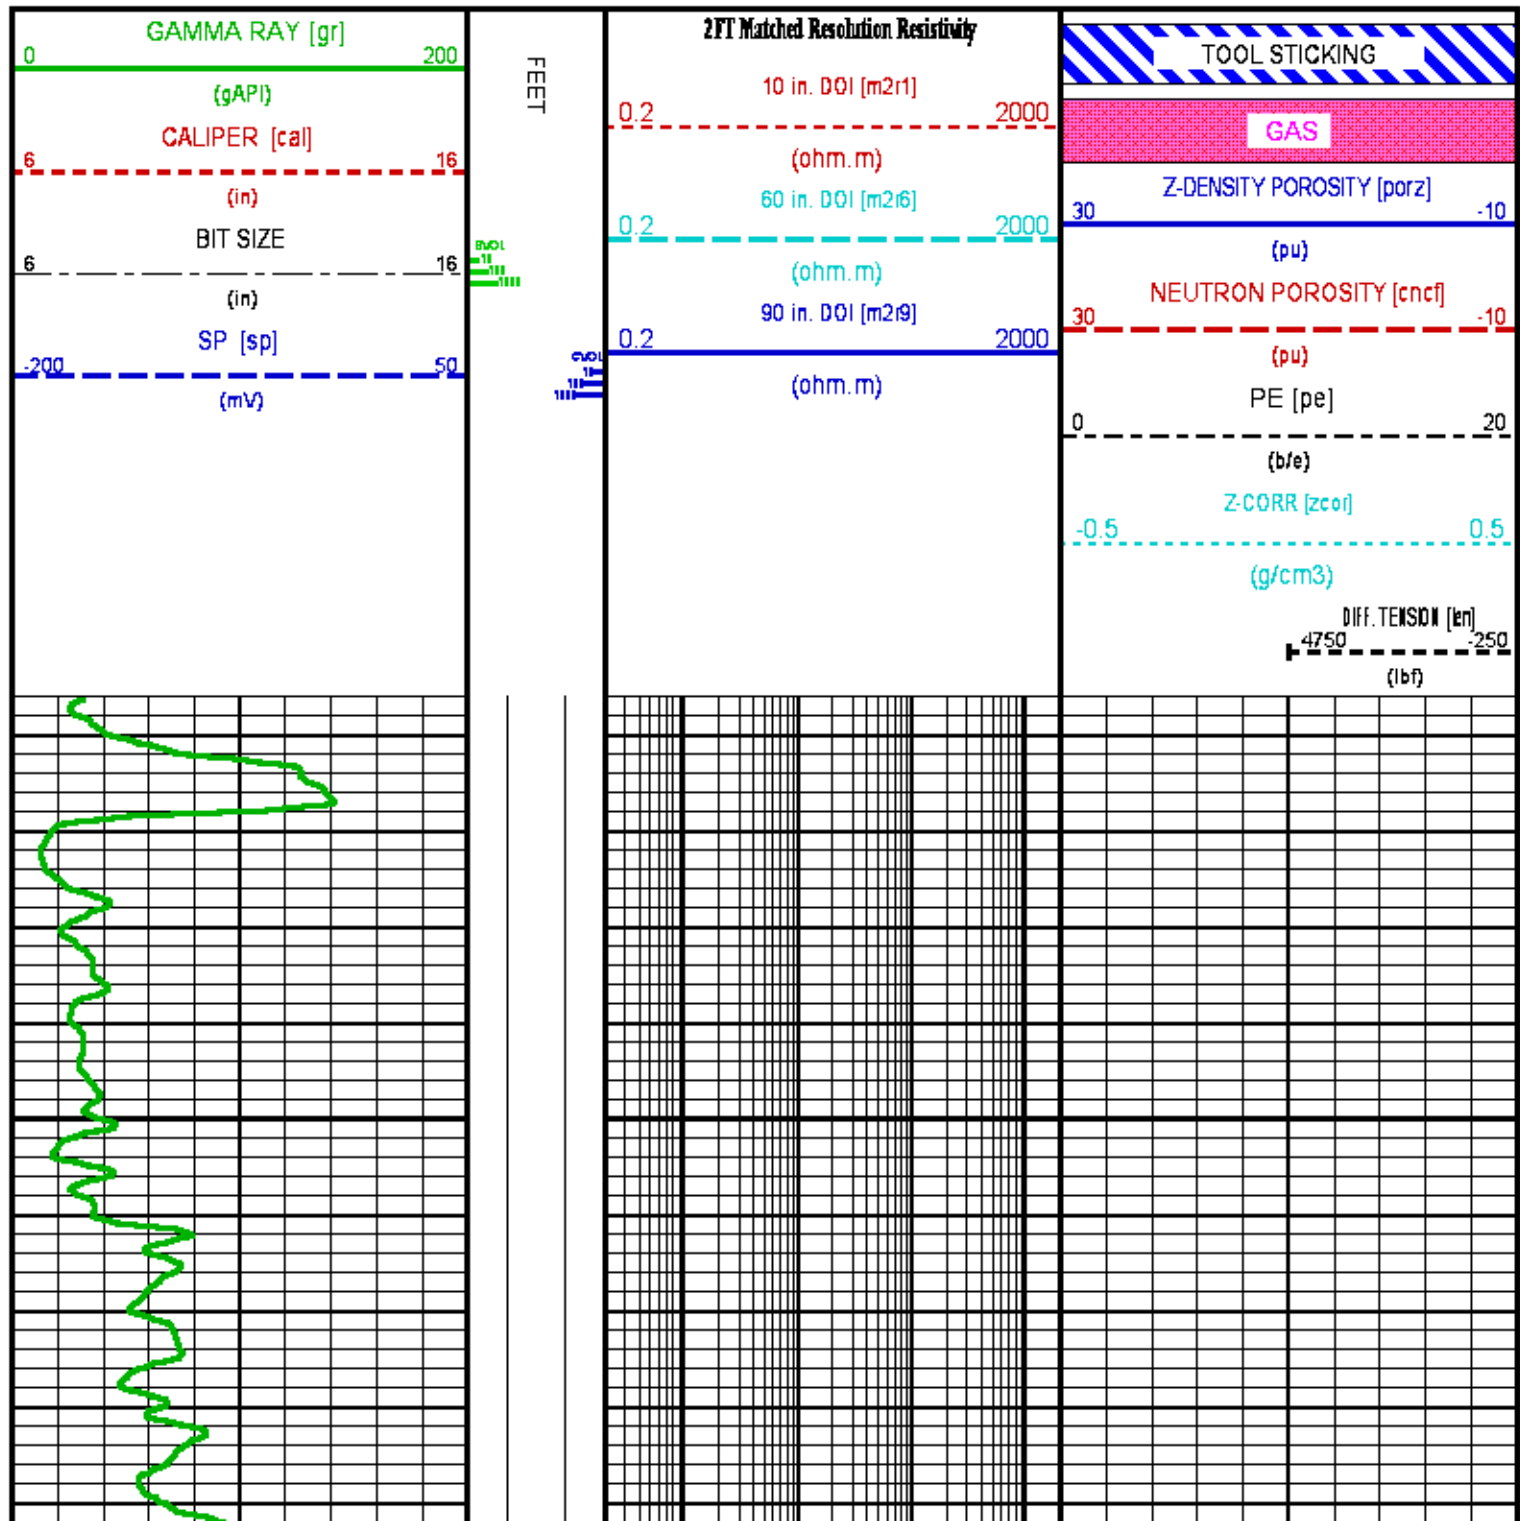 GAMMA RAY [gr]
0 200
(gAPI)
CALIPER [cal]
6 16
(in)
BIT SIZE
6 16
(in)
SP [sp]
-200 50
(mV)
FEET
2FT Matched Resolution Resistivity
10 in. DOI [m2r1]
0.2 2000
(ohm.m)
60 in. DOI [m2r6]
0.2 2000
(ohm.m)
90 in. DOI [m2r9]
0.2 2000
(ohm.m)
TOOL STICKING
GAS
Z-DENSITY POROSITY [porz]
30 -10
(pu)
NEUTRON POROSITY [cncf]
30 -10
(pu)
PE [pe]
0 20
(b/e)
Z-CORR [zcor]
-0.5 0.5
(g/cm3)
DIFF. TENSION [ten]
4750 -250
(lbf)